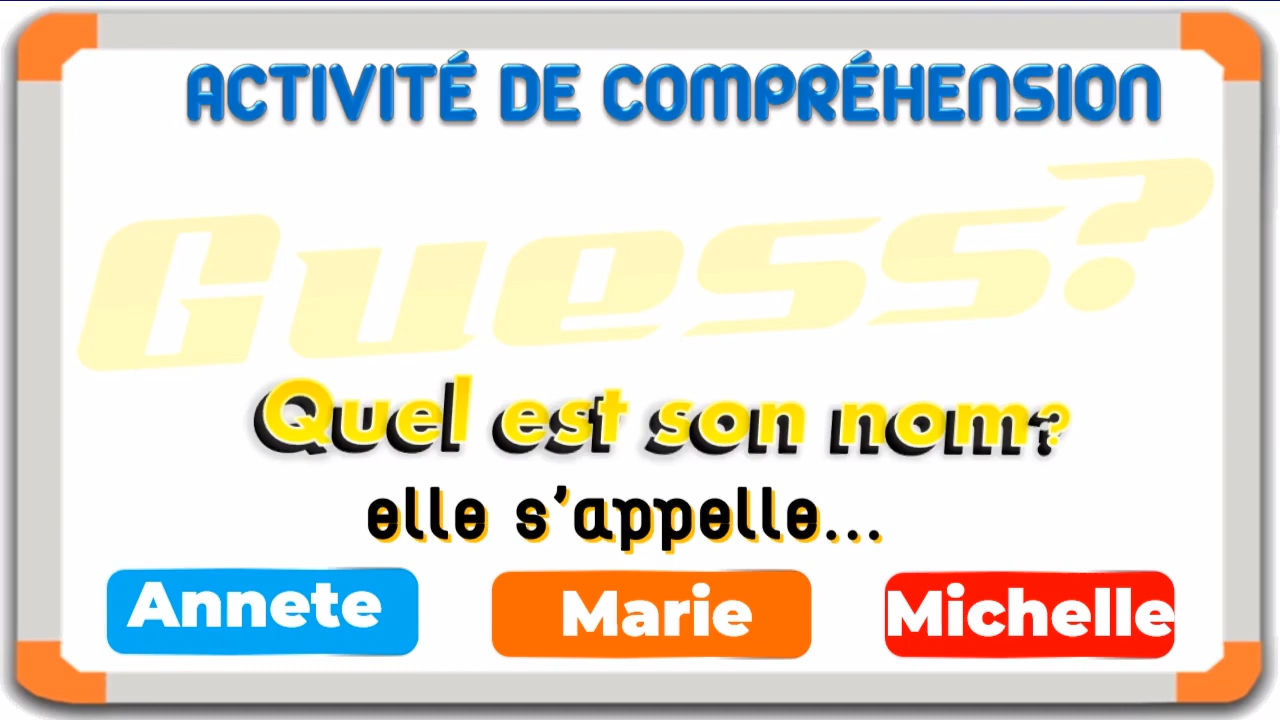 ACTIVITÉ DE COMPRÉHENSION
Guess?
Quel est son nom?
elle s'appelle...
Annete
Marie
Michelle